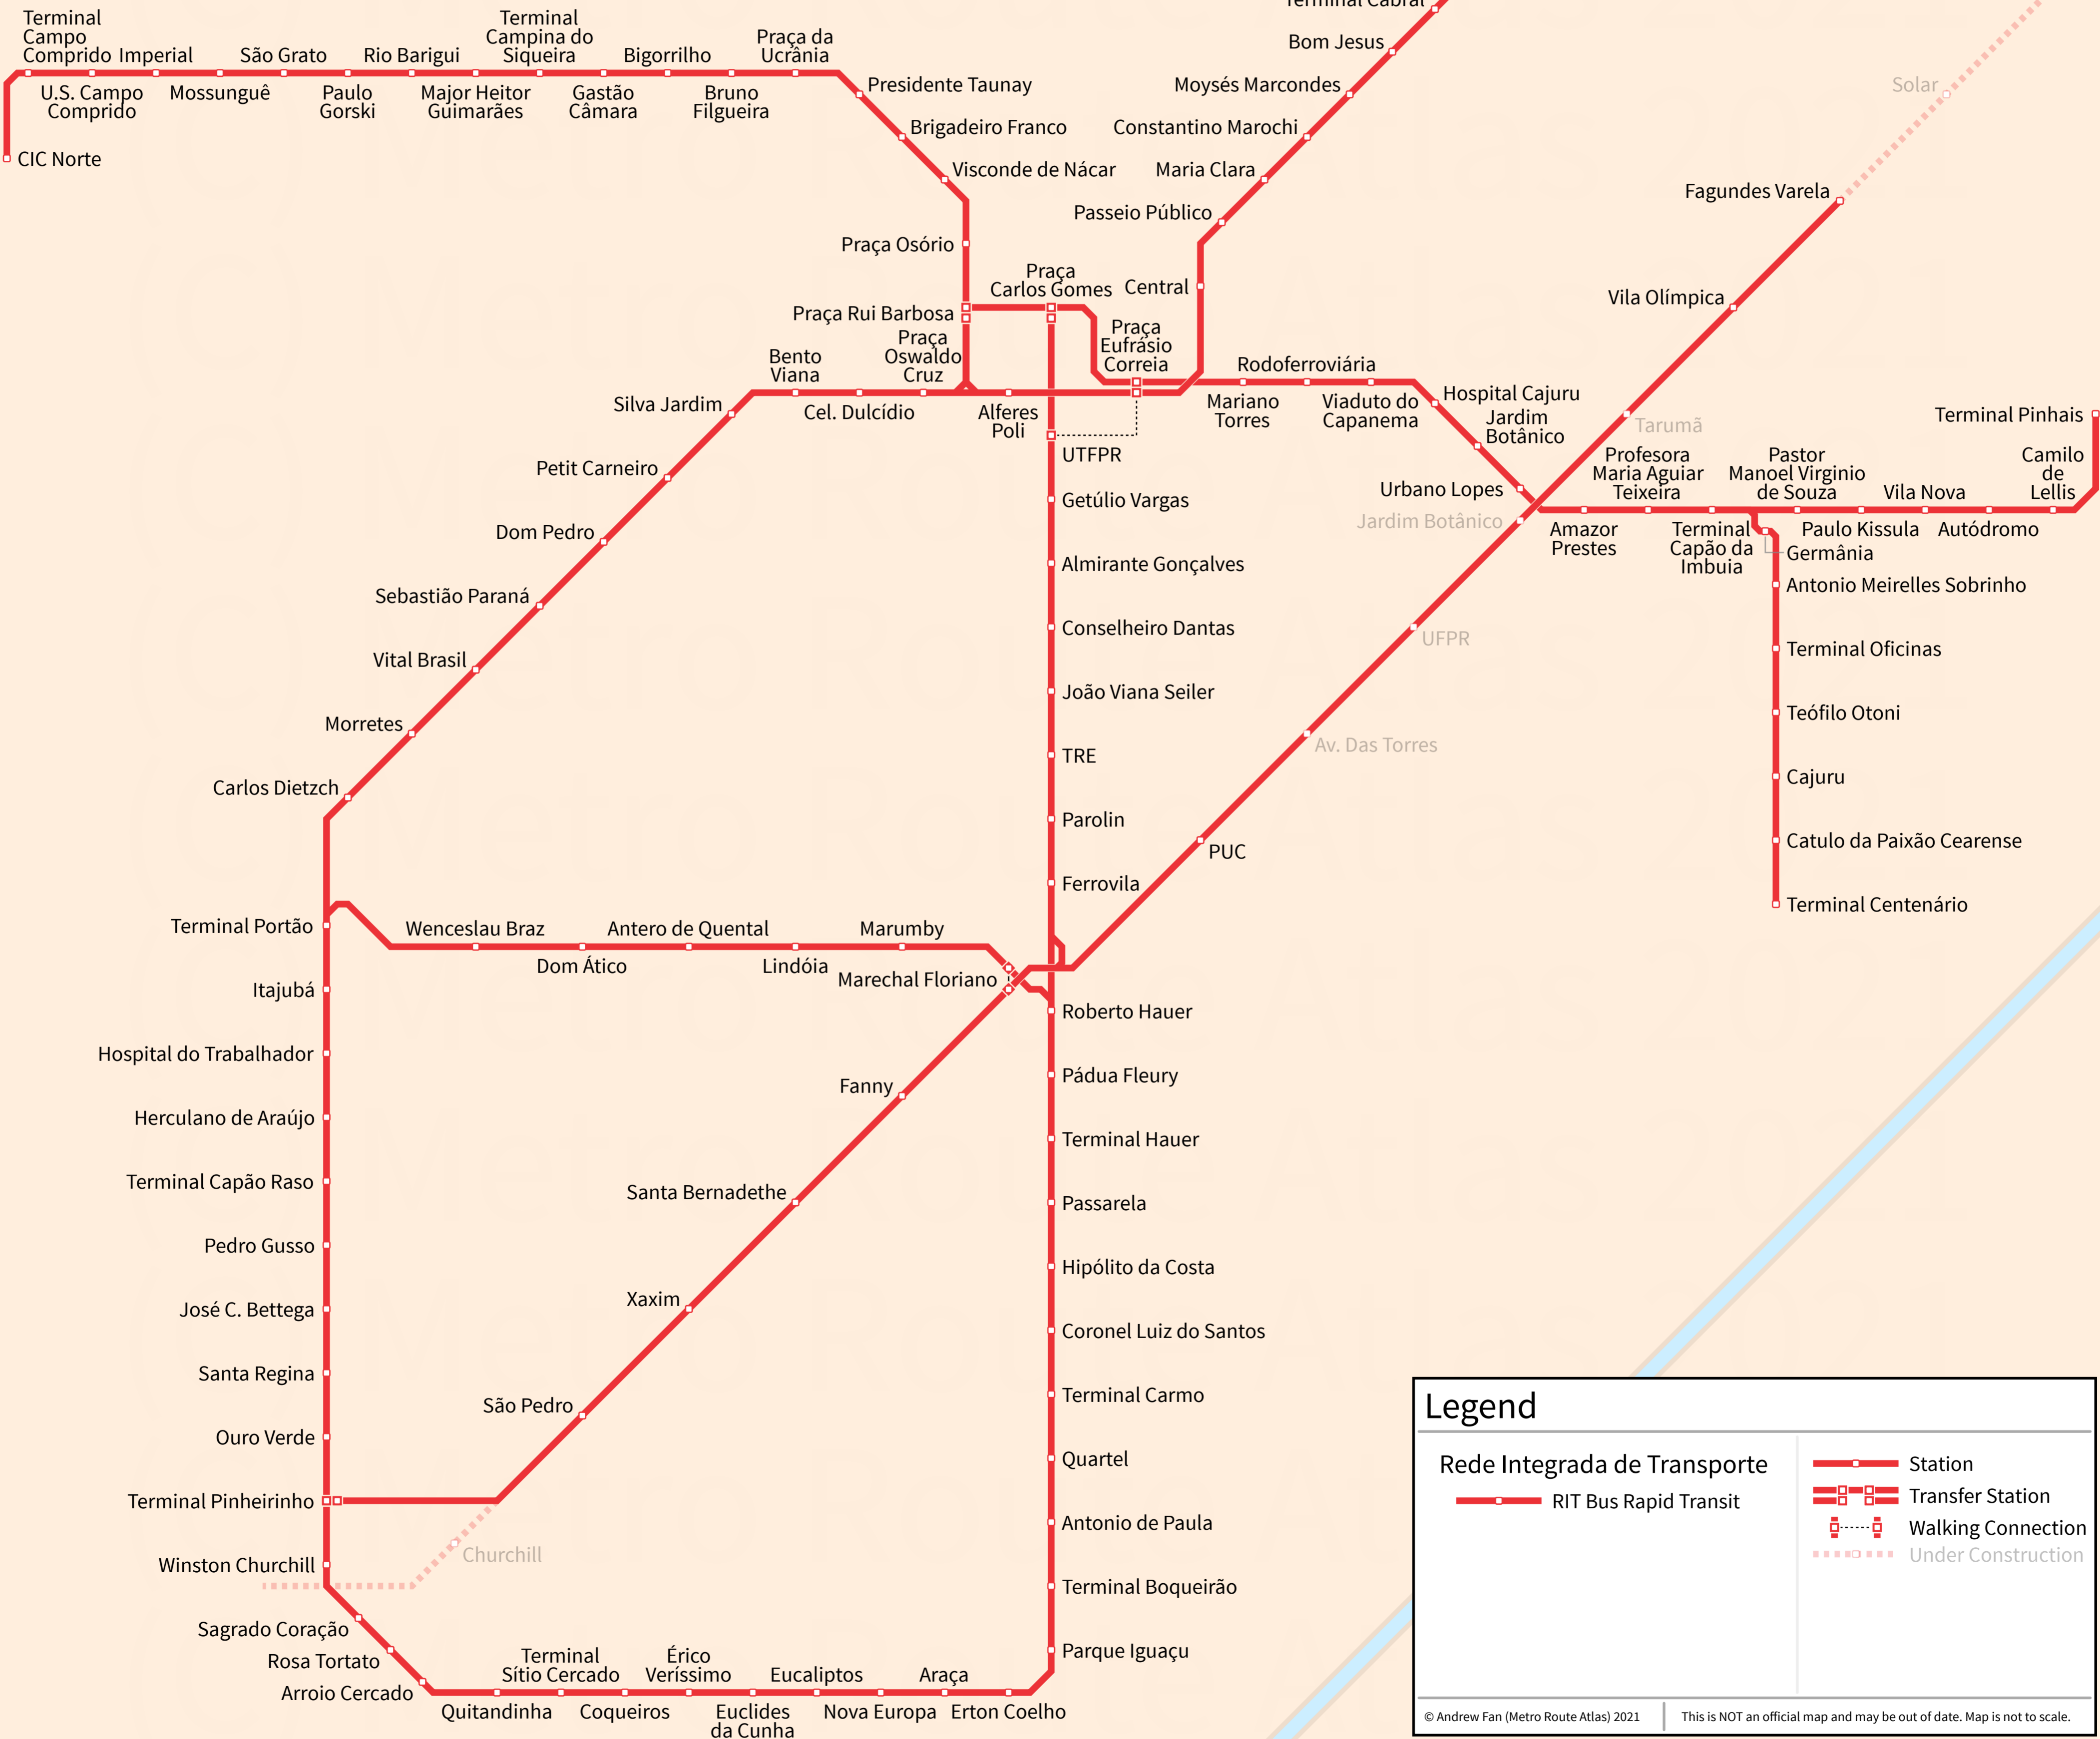 Terminal
Campo
Comprido
Imperial
São Grato
Rio Barigui
Terminal
Campina do
Siqueira
Bigorrilho
Praça da
Ucrânia
U.S. Campo
Comprido
Mossunguê
Paulo
Gorski
Major Heitor
Guimarães
Gastão
Câmara
Bruno
Filgueira
CIC Norte
Presidente Taunay
Brigadeiro Franco
Visconde de Nácar
Praça Osório
Praça Rui Barbosa
Praça
Carlos Gomes
Terminal Cabral
Bom Jesus
Moysés Marcondes
Constantino Marochi
Maria Clara
Passeio Público
Central
Praça
Eufrásio
Correia
Praça
Oswaldo
Cruz
Bento
Viana
Cel. Dulcídio
Alferes
Poli
Silva Jardim
Petit Carneiro
Dom Pedro
Sebastião Paraná
Vital Brasil
Morretes
Carlos Dietzch
Rodoferroviária
Mariano
Torres
Viaduto do
Capanema
Hospital Cajuru
Jardim
Botânico
Urbano Lopes
Jardim Botânico
Solar
Fagundes Varela
Vila Olímpica
Tarumã
UFPR
Av. Das Torres
PUC
Profesora
Maria Aguiar
Teixeira
Pastor
Manoel Virginio
de Souza
Vila Nova
Camilo
de
Lellis
Terminal Pinhais
Amazor
Prestes
Terminal
Capão da
Imbuia
Paulo Kissula
Autódromo
Germânia
Antonio Meirelles Sobrinho
Terminal Oficinas
Teófilo Otoni
Cajuru
Catulo da Paixão Cearense
Terminal Centenário
UTFPR
Getúlio Vargas
Almirante Gonçalves
Conselheiro Dantas
João Viana Seiler
TRE
Parolin
Ferrovila
Terminal Portão
Wenceslau Braz
Dom Ático
Antero de Quental
Lindóia
Marumby
Marechal Floriano
Itajubá
Hospital do Trabalhador
Herculano de Araújo
Terminal Capão Raso
Pedro Gusso
José C. Bettega
Santa Regina
Ouro Verde
Terminal Pinheirinho
Winston Churchill
Fanny
Santa Bernadethe
Xaxim
São Pedro
Churchill
Roberto Hauer
Pádua Fleury
Terminal Hauer
Passarela
Hipólito da Costa
Coronel Luiz do Santos
Terminal Carmo
Quartel
Antonio de Paula
Terminal Boqueirão
Parque Iguaçu
Sagrado Coração
Rosa Tortato
Arroio Cercado
Quitandinha
Terminal
Sítio Cercado
Coqueiros
Érico
Veríssimo
Euclides
da Cunha
Eucaliptos
Nova Europa
Araça
Erton Coelho
Legend
Rede Integrada de Transporte
RIT Bus Rapid Transit
Station
Transfer Station
Walking Connection
Under Construction
© Andrew Fan (Metro Route Atlas) 2021
This is NOT an official map and may be out of date. Map is not to scale.